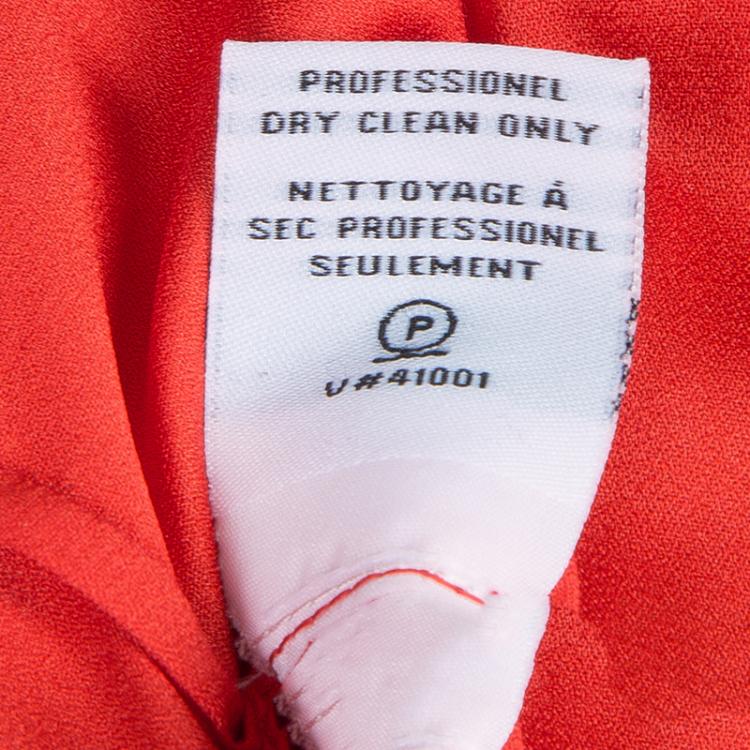 PROFESSIONEL
DRY CLEAN ONLY
NETTOYAGE À
SEC PROFESSIONEL
SEULEMENT
P
V#41001